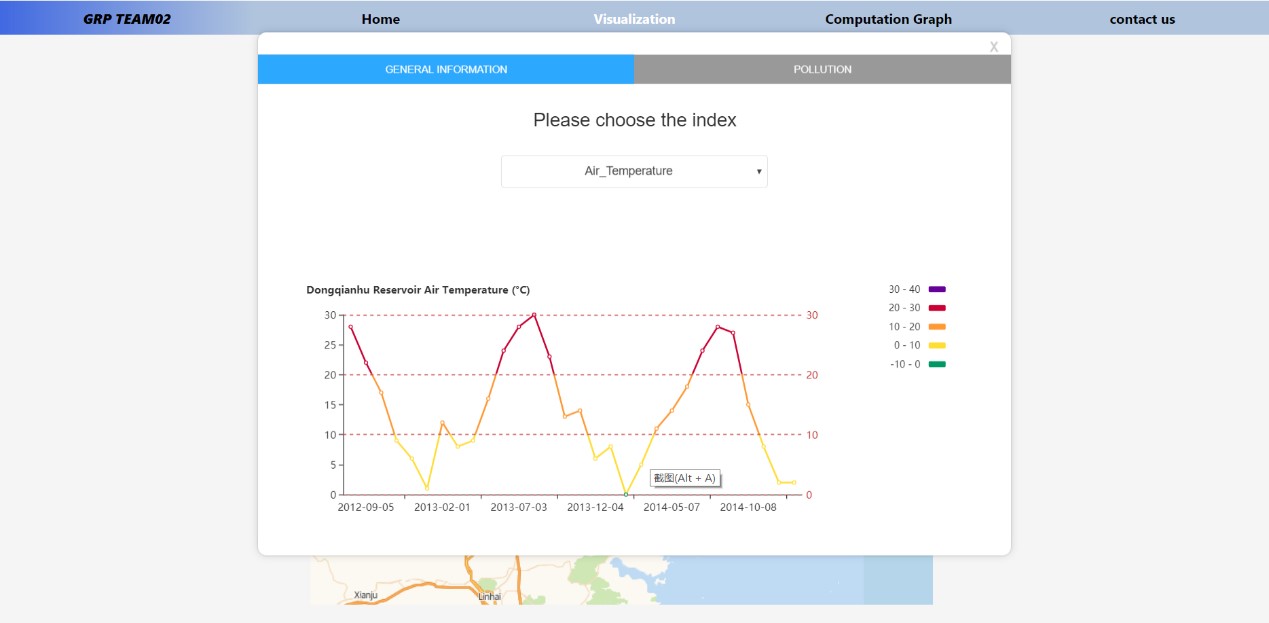 GRP TEAM02 Home Visualization Computation Graph contact us
X
GENERAL INFORMATION POLLUTION
Please choose the index
Air_Temperature
Dongqianhu Reservoir Air Temperature (°C)
30 - 40
20 - 30
10 - 20
0 - 10
-10 - 0
30 30
25
20 20
15
10 10
5
0 0
截图(Alt + A)
2012-09-05 2013-02-01 2013-07-03 2013-12-04 2014-05-07 2014-10-08
Xianju
Linhai